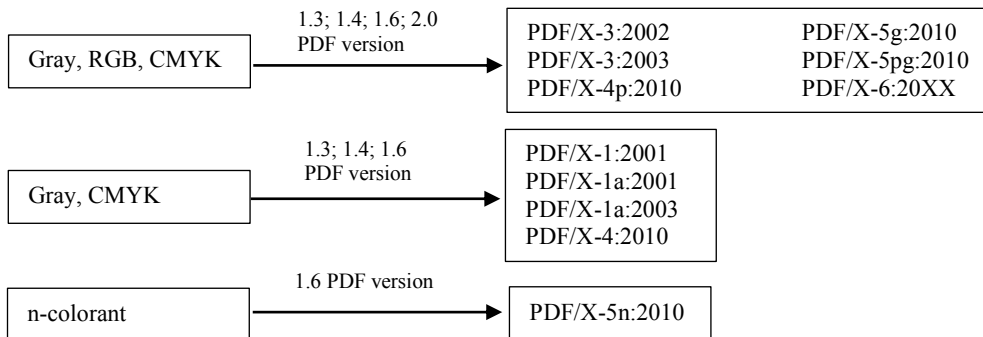 1.3; 1.4; 1.6; 2.0
PDF version
Gray, RGB, CMYK
PDF/X-3:2002
PDF/X-3:2003
PDF/X-4p:2010
PDF/X-5g:2010
PDF/X-5pg:2010
PDF/X-6:20XX
1.3; 1.4; 1.6
PDF version
Gray, CMYK
PDF/X-1:2001
PDF/X-1a:2001
PDF/X-1a:2003
PDF/X-4:2010
1.6 PDF version
n-colorant
PDF/X-5n:2010